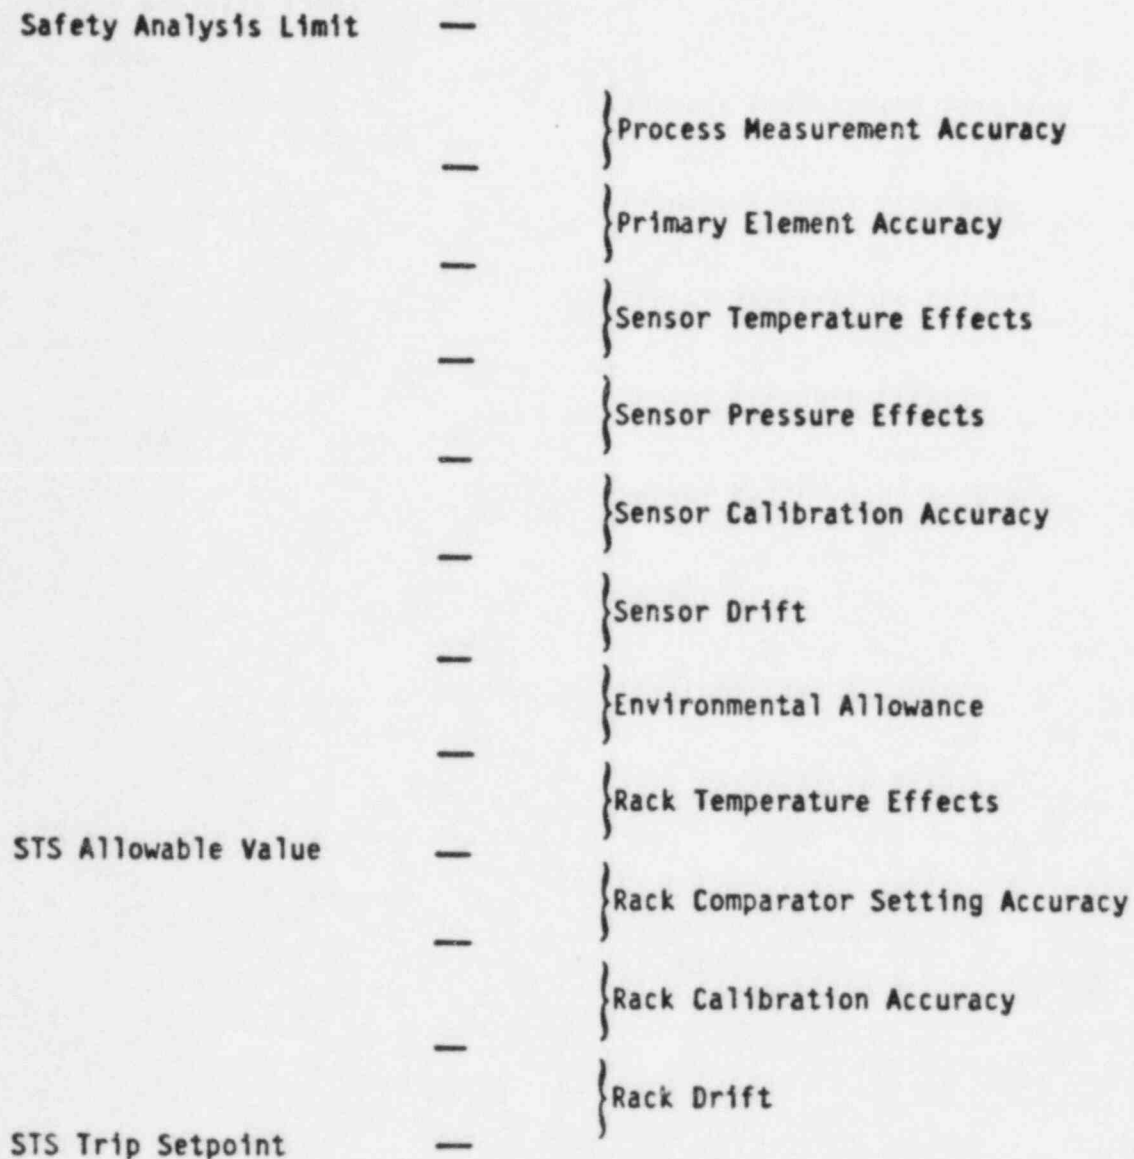 Safety Analysis Limit
Process Measurement Accuracy
Primary Element Accuracy
Sensor Temperature Effects
Sensor Pressure Effects
Sensor Calibration Accuracy
Sensor Drift
Environmental Allowance
Rack Temperature Effects
STS Allowable Value
Rack Comparator Setting Accuracy
Rack Calibration Accuracy
Rack Drift
STS Trip Setpoint